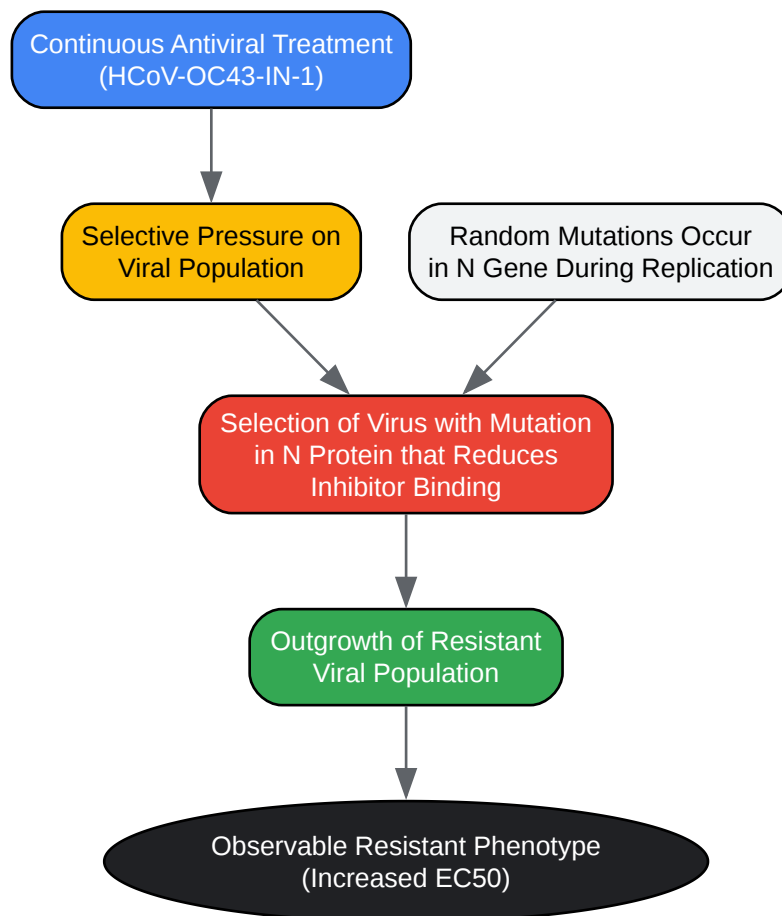 Continuous Antiviral Treatment
(HCoV-OC43-IN-1)
Selective Pressure on
Viral Population
Random Mutations Occur
in N Gene During Replication
Selection of Virus with Mutation
in N Protein that Reduces
Inhibitor Binding
Outgrowth of Resistant
Viral Population
Observable Resistant Phenotype
(Increased EC50)